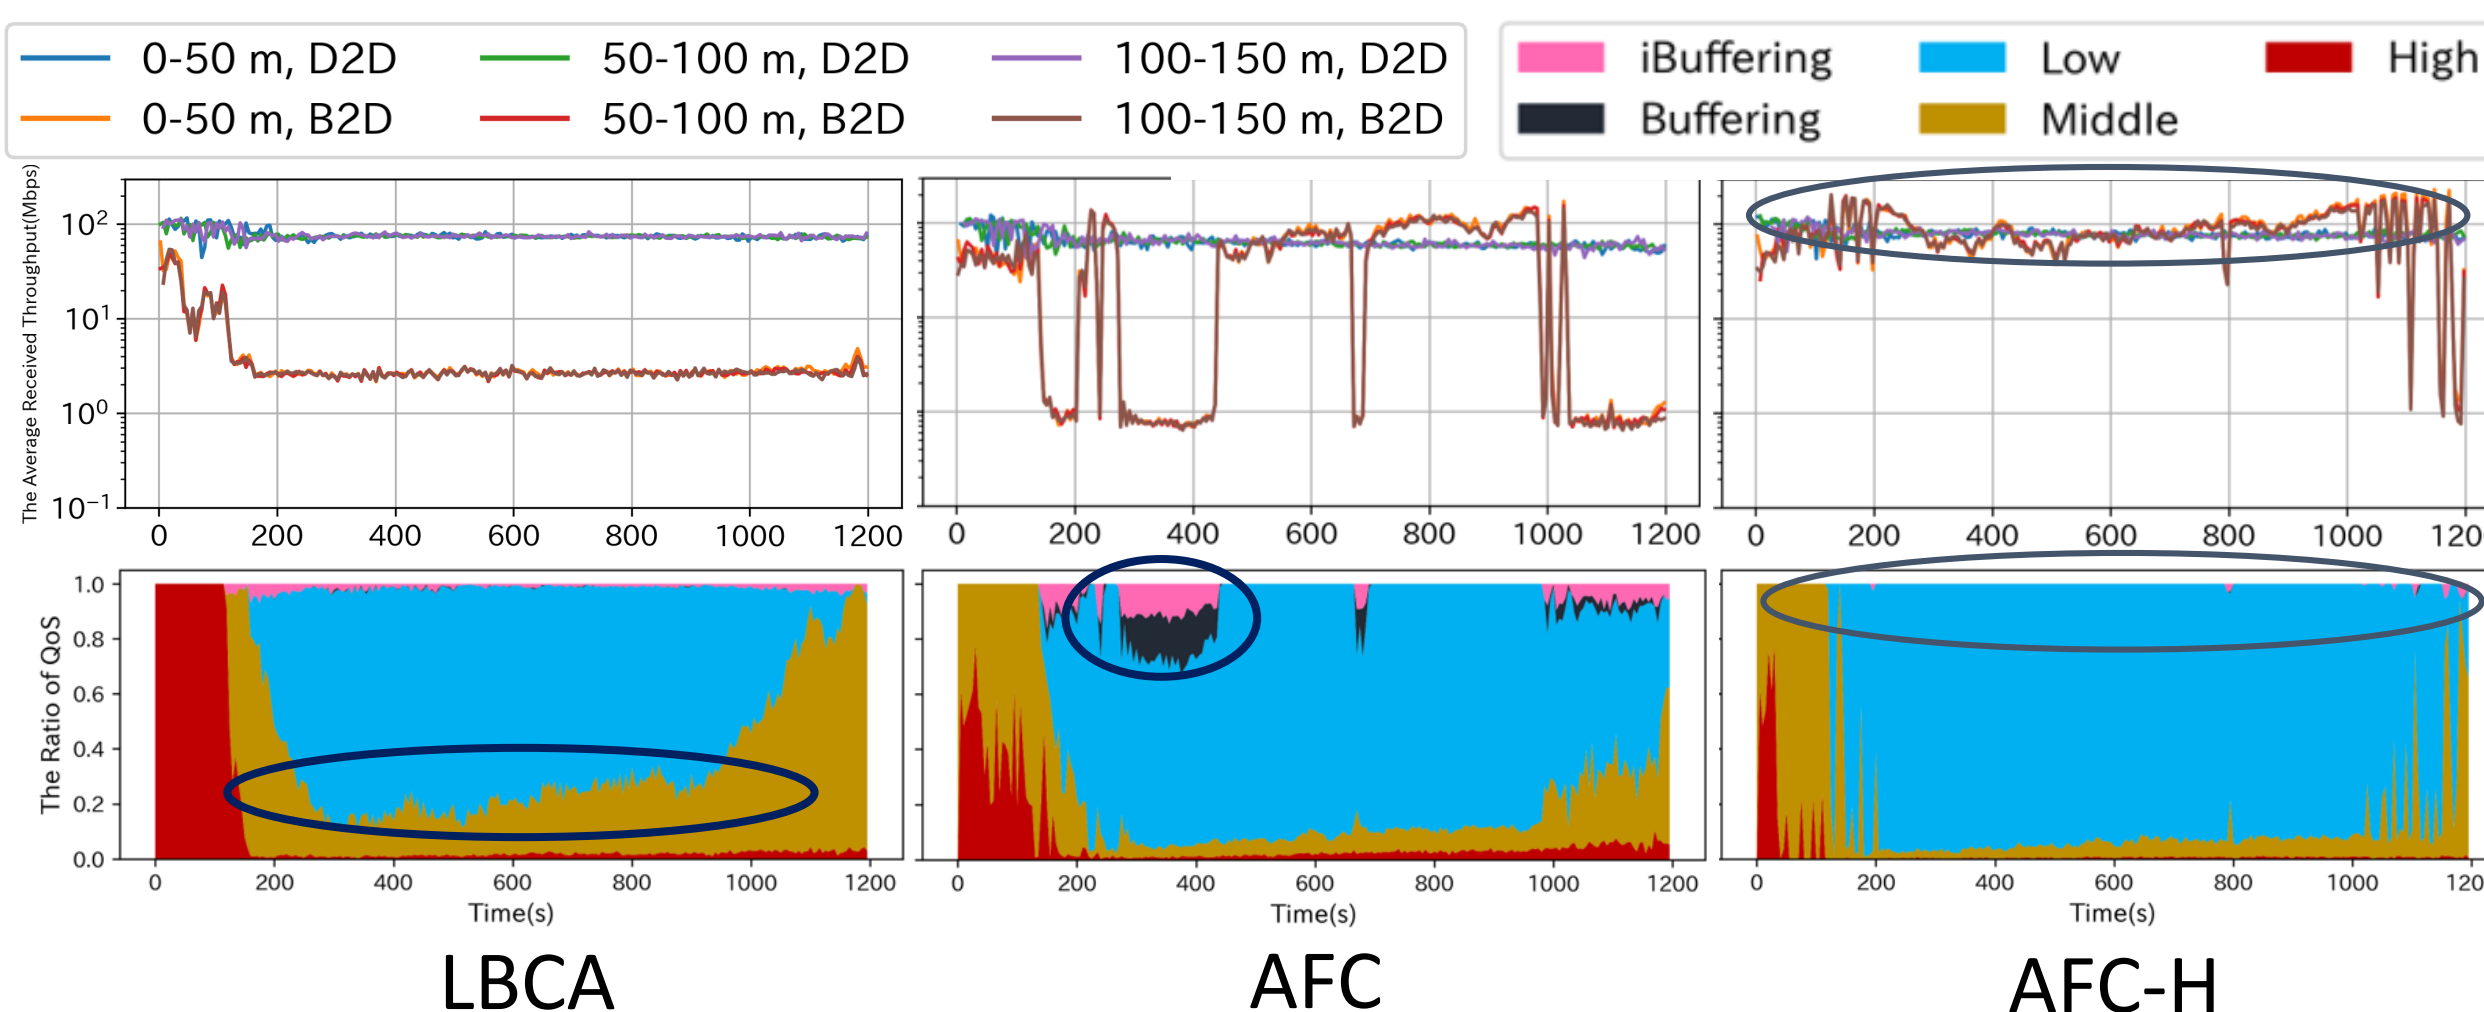 0-50 m, D2D 50-100 m, D2D 100-150 m, D2D
0-50 m, B2D 50-100 m, B2D 100-150 m, B2D
iBuffering Low High
Buffering Middle
The Average Received Throughput(Mbps)
10² 
10¹
10⁰
10⁻¹
0 200 400 600 800 1000 1200
0 200 400 600 800 1000 1200
0 200 400 600 800 1000 120
The Ratio of QoS
1.0
0.8
0.6
0.4
0.2
0.0
0 200 400 600 800 1000 1200
Time(s)
0 200 400 600 800 1000 1200
Time(s)
0 200 400 600 800 1000 120
Time(s)
LBCA
AFC
AFC-H